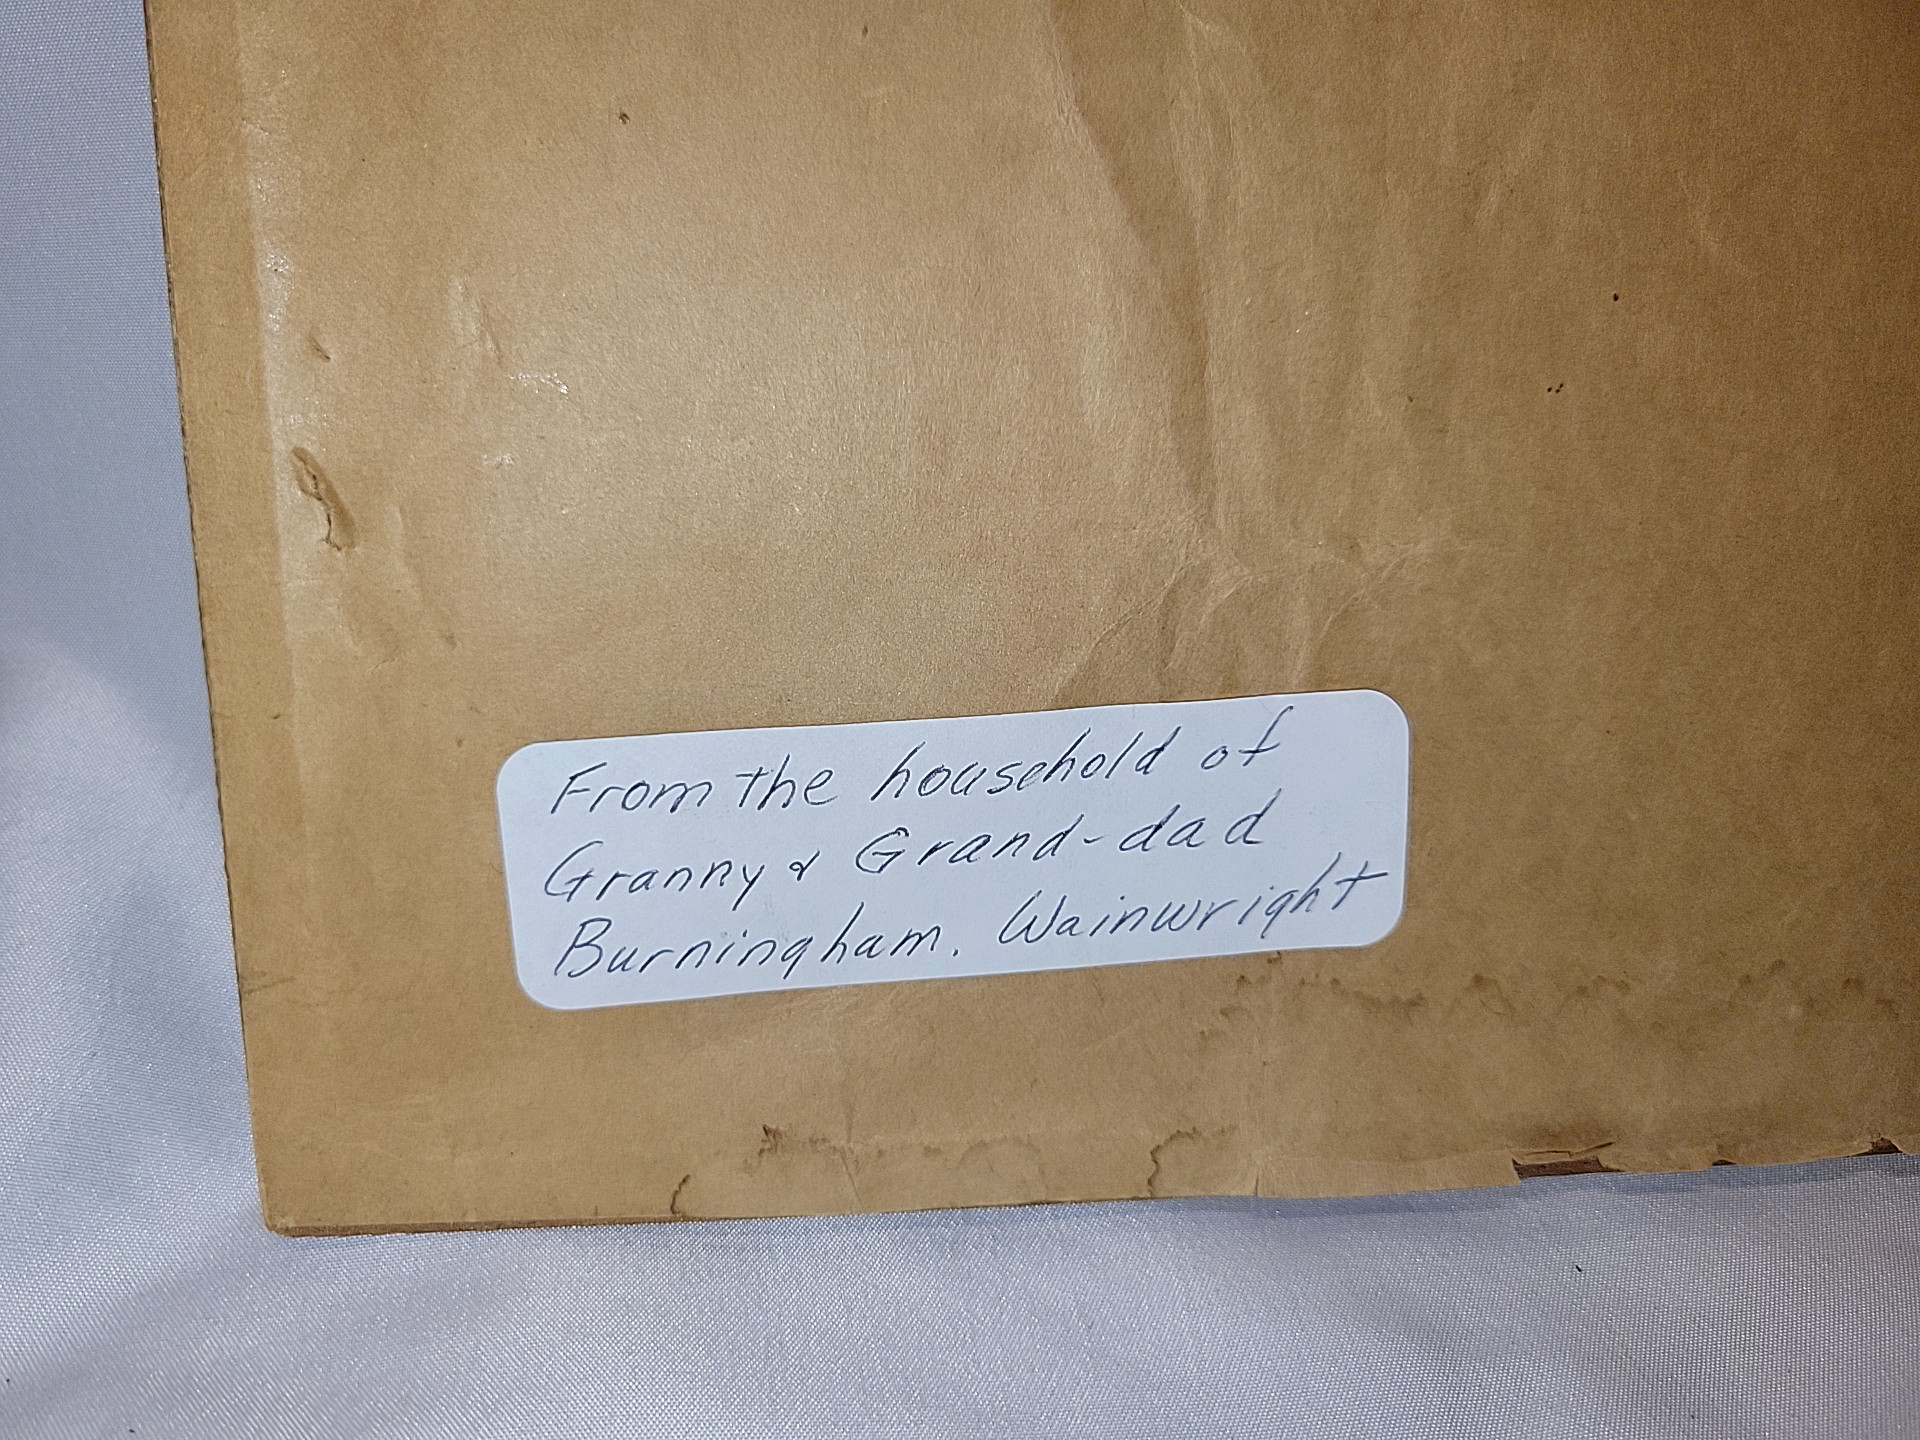 From the household of
Granny & Grand-dad
Burningham. Wainwright